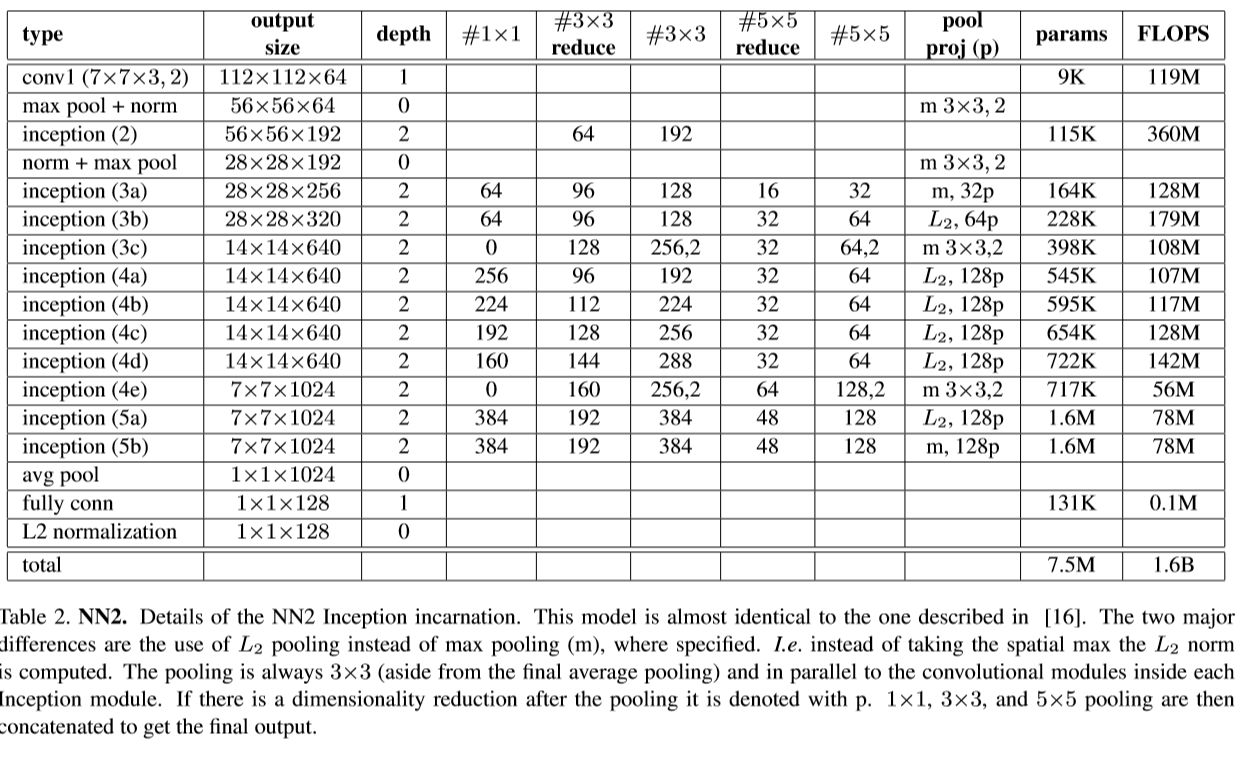 type output size depth #1×1 #3×3 reduce #3×3 #5×5 reduce #5×5 pool proj (p) params FLOPS
conv1 (7×7×3, 2) 112×112×64 1 9K 119M
max pool + norm 56×56×64 0 m 3×3, 2
inception (2) 56×56×192 2 64 192 115K 360M
norm + max pool 28×28×192 0 m 3×3, 2
inception (3a) 28×28×256 2 64 96 128 16 32 m, 32p 164K 128M
inception (3b) 28×28×320 2 64 96 128 32 64 L₂, 64p 228K 179M
inception (3c) 14×14×640 2 0 128 256,2 32 64,2 m 3×3,2 398K 108M
inception (4a) 14×14×640 2 256 96 192 32 64 L₂, 128p 545K 107M
inception (4b) 14×14×640 2 224 112 224 32 64 L₂, 128p 595K 117M
inception (4c) 14×14×640 2 192 128 256 32 64 L₂, 128p 654K 128M
inception (4d) 14×14×640 2 160 144 288 32 64 L₂, 128p 722K 142M
inception (4e) 7×7×1024 2 0 160 256,2 64 128,2 m 3×3,2 717K 56M
inception (5a) 7×7×1024 2 384 192 384 48 128 L₂, 128p 1.6M 78M
inception (5b) 7×7×1024 2 384 192 384 48 128 m, 128p 1.6M 78M
avg pool 1×1×1024 0
fully conn 1×1×128 1 131K 0.1M
L2 normalization 1×1×128 0
total 7.5M 1.6B
Table 2. NN2. Details of the NN2 Inception incarnation. This model is almost identical to the one described in [16]. The two major
differences are the use of L₂ pooling instead of max pooling (m), where specified. I.e. instead of taking the spatial max the L₂ norm
is computed. The pooling is always 3×3 (aside from the final average pooling) and in parallel to the convolutional modules inside each
Inception module. If there is a dimensionality reduction after the pooling it is denoted with p. 1×1, 3×3, and 5×5 pooling are then
concatenated to get the final output.